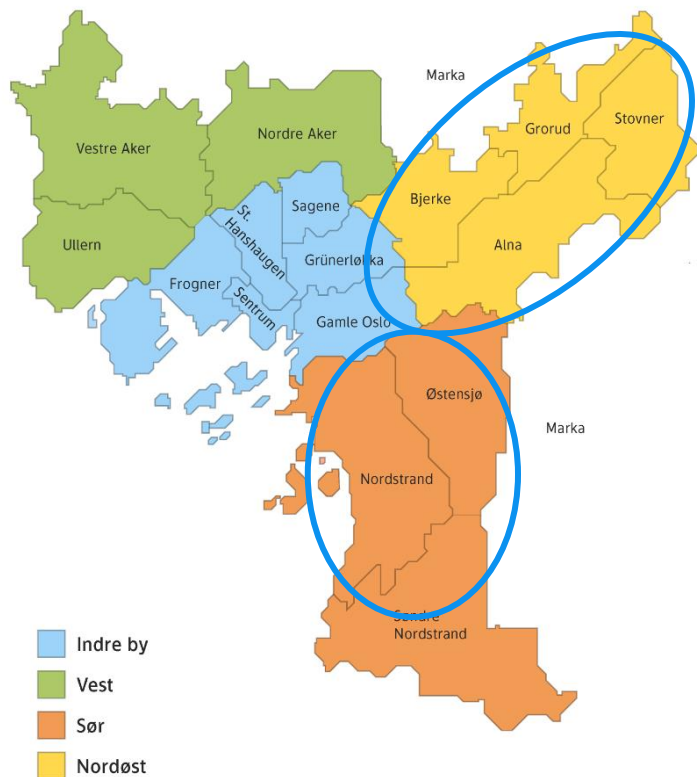 Marka
Stovner
Grorud
Nordre Aker
Vestre Aker
Bjerke
Sagene
St.
Hanshaugen
Ullern
Alna
Grünerløkka
Frogner
Sentrum
Gamle Oslo
Østensjø
Marka
Nordstrand
Søndre
Nordstrand
Indre by
Vest
Sør
Nordøst